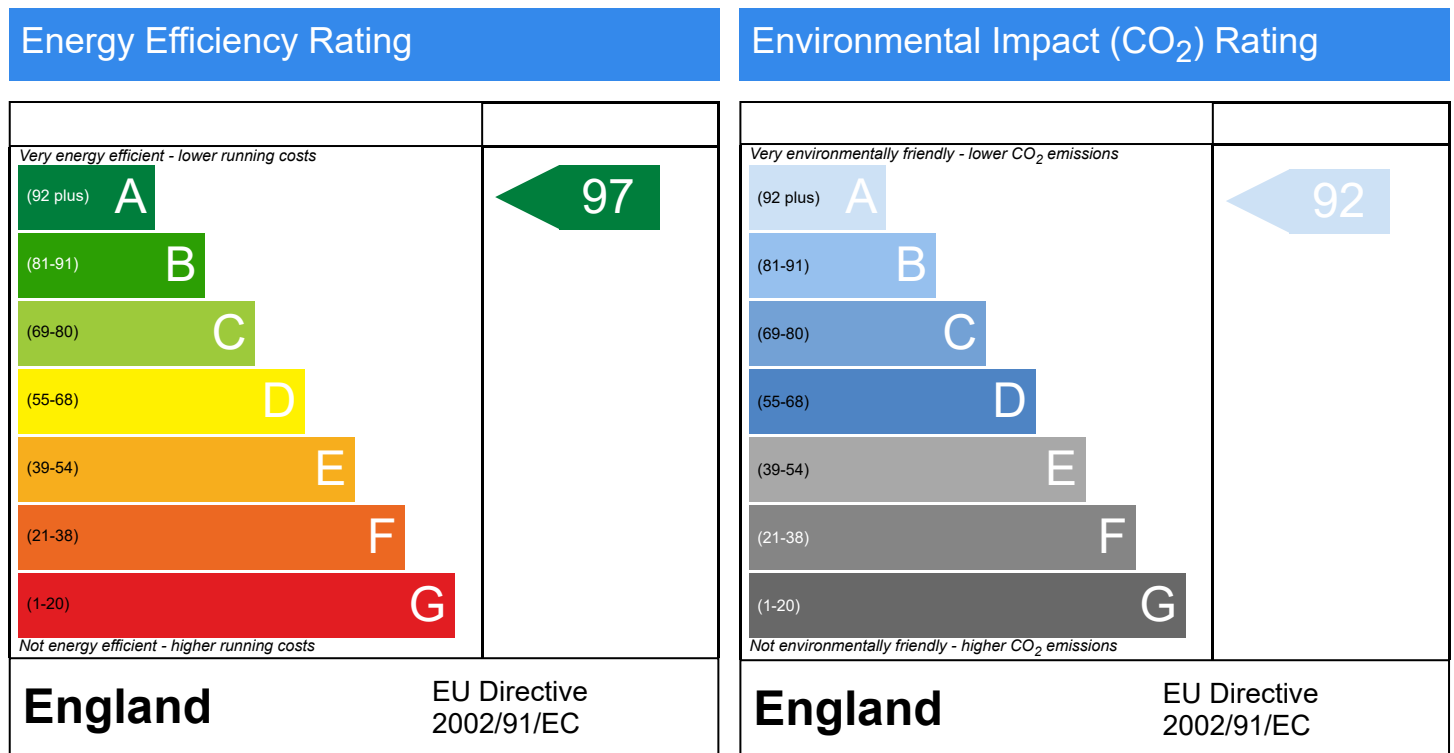 Energy Efficiency Rating
Very energy efficient - lower running costs
(92 plus) A
97
(81-91) B
(69-80) C
(55-68) D
(39-54) E
(21-38) F
(1-20) G
Not energy efficient - higher running costs
England
EU Directive
2002/91/EC
Environmental Impact (CO₂) Rating
Very environmentally friendly - lower CO₂ emissions
(92 plus) A
92
(81-91) B
(69-80) C
(55-68) D
(39-54) E
(21-38) F
(1-20) G
Not environmentally friendly - higher CO₂ emissions
England
EU Directive
2002/91/EC